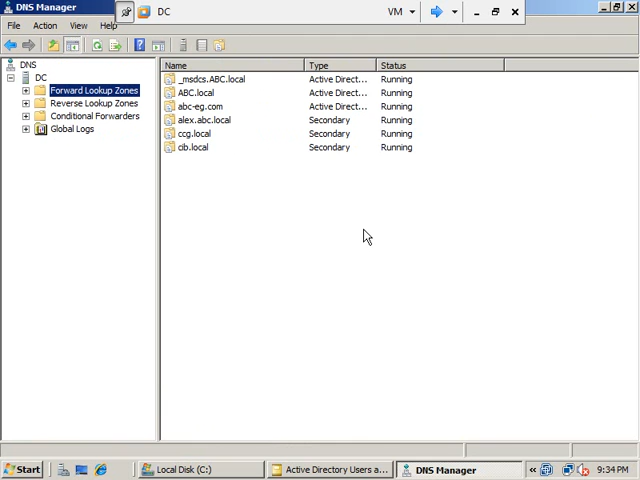 DNS Manager
DC
VM
File Action View Help
DNS
DC
Forward Lookup Zones
Reverse Lookup Zones
Conditional Forwarders
Global Logs
Name Type Status
_msdcs.ABC.local Active Direct... Running
ABC.local Active Direct... Running
abc-eg.com Active Direct... Running
alex.abc.local Secondary Running
ccg.local Secondary Running
cib.local Secondary Running
Start
Local Disk (C:)
Active Directory Users a...
DNS Manager
9:34 PM